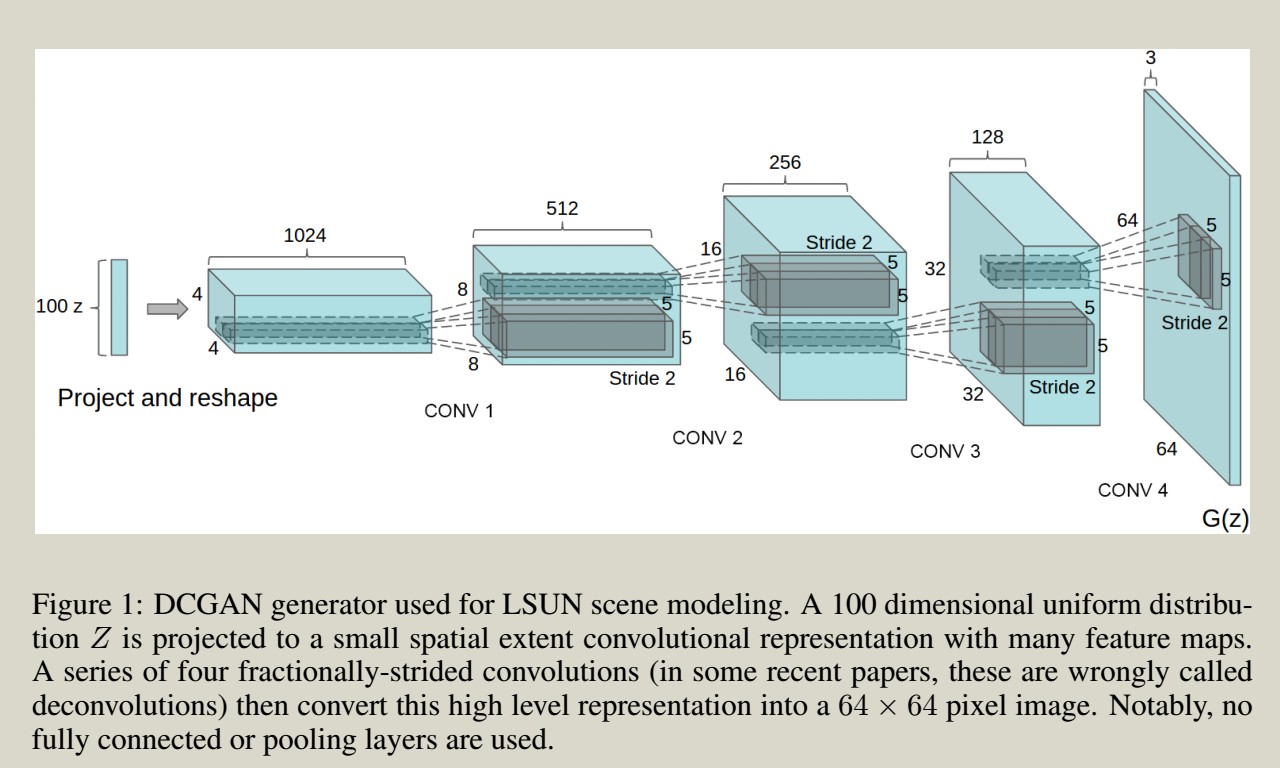 3
128
256
512
64
1024
5
16
Stride 2
5
32
5
4
8
5
5
100 z
5
Stride 2
5
5
4
8
16
Stride 2
32
Stride 2
Project and reshape
CONV 1
CONV 2
CONV 3
64
CONV 4
G(z)
Figure 1: DCGAN generator used for LSUN scene modeling. A 100 dimensional uniform distribu-
tion Z is projected to a small spatial extent convolutional representation with many feature maps.
A series of four fractionally-strided convolutions (in some recent papers, these are wrongly called
deconvolutions) then convert this high level representation into a 64 × 64 pixel image. Notably, no
fully connected or pooling layers are used.